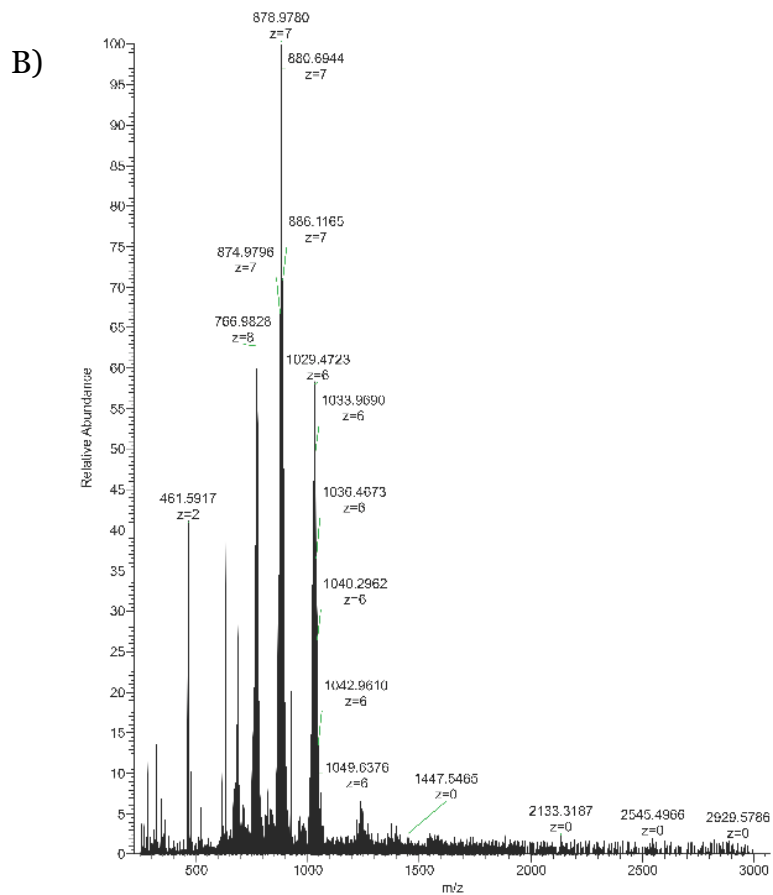 B)
878.9780
z=7
880.6944
z=7
886.1165
z=7
874.9796
z=7
766.9828
z=8
1029.4723
z=6
1033.9690
z=6
461.5917
z=2
1036.4673
z=6
1040.2962
z=6
1042.9610
z=6
1049.6376
z=6
1447.5465
z=0
2133.3187
z=0
2545.4966
z=0
2929.5786
z=0
Relative Abundance
100
95
90
85
80
75
70
65
60
55
50
45
40
35
30
25
20
15
10
5
0
500
1000
1500
2000
2500
3000
m/z